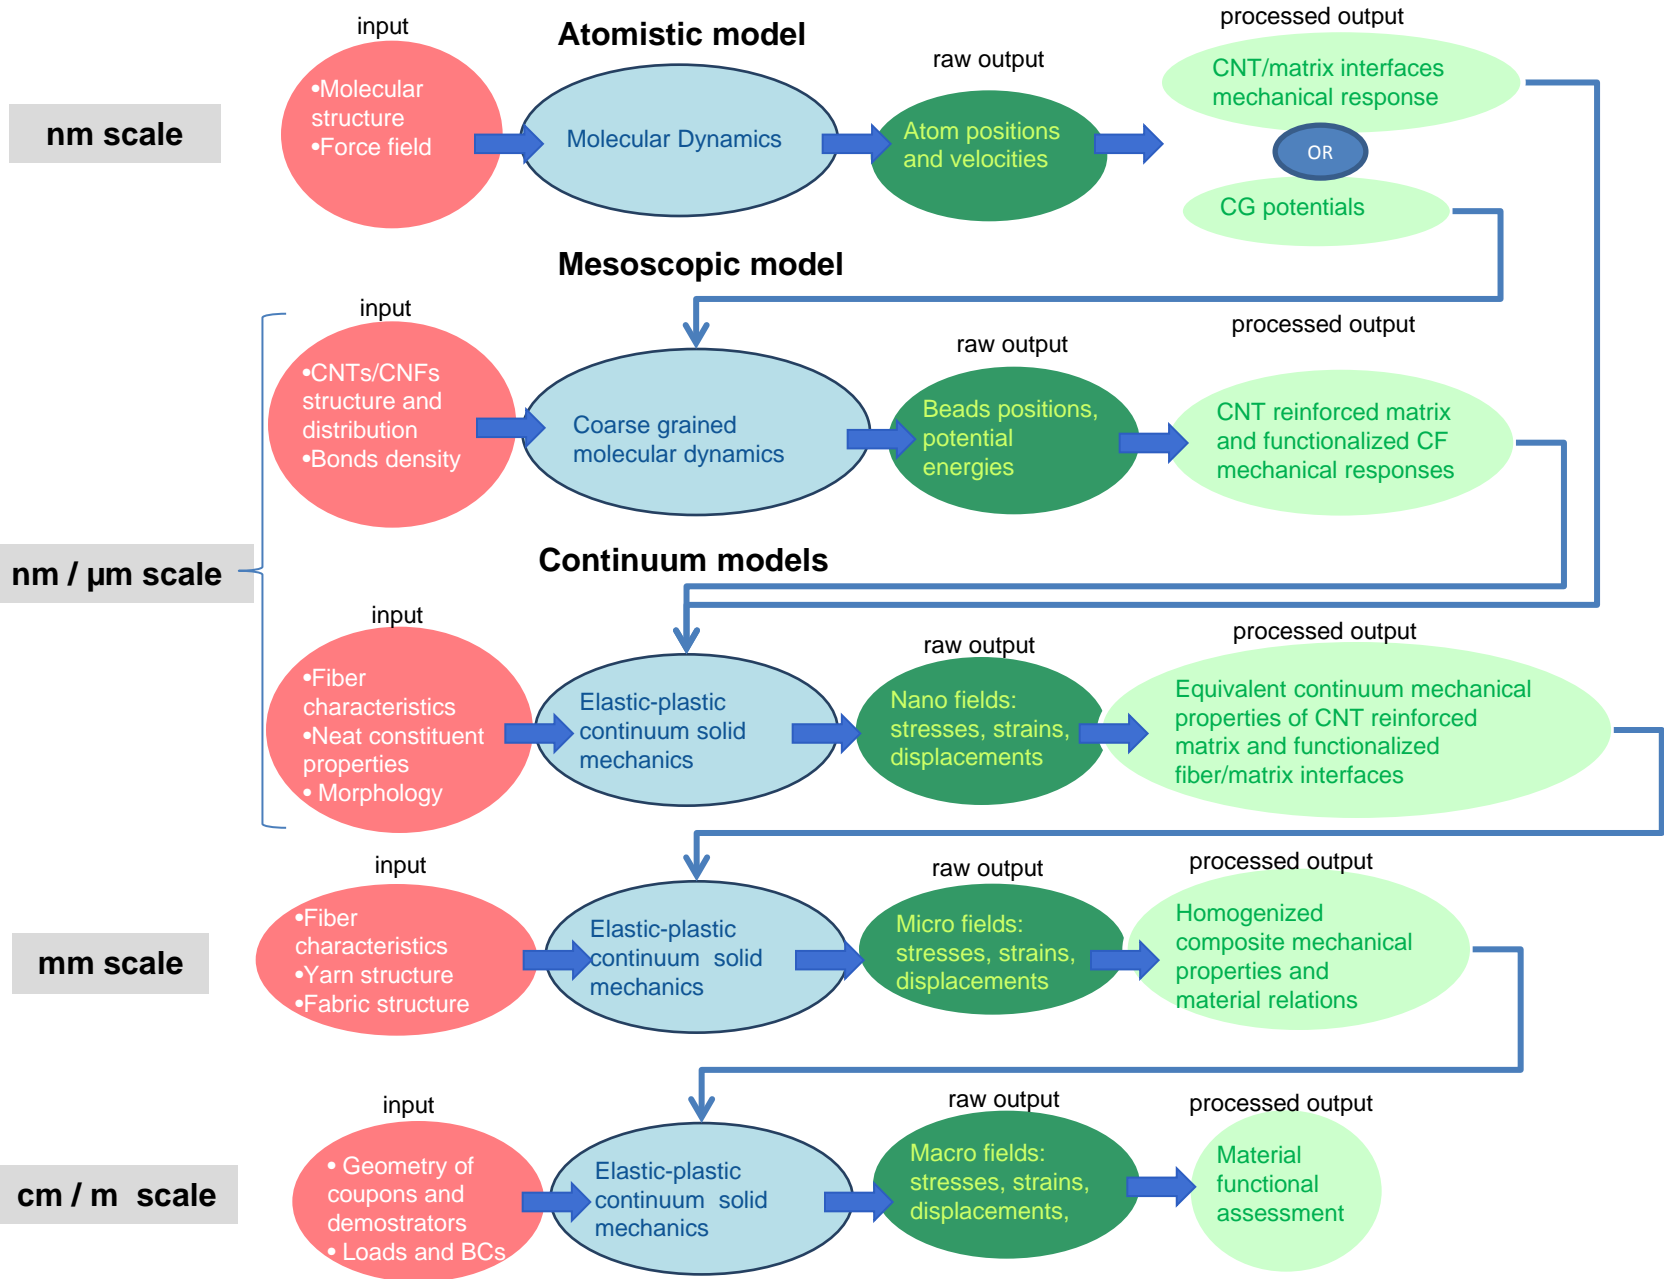 input
Atomistic model
raw output
processed output
nm scale
•Molecular
structure
•Force field
Molecular Dynamics
Atom positions
and velocities
CNT/matrix interfaces
mechanical response
OR
CG potentials
Mesoscopic model
input
raw output
processed output
•CNTs/CNFs
structure and
distribution
•Bonds density
Coarse grained
molecular dynamics
Beads positions,
potential
energies
CNT reinforced matrix
and functionalized CF
mechanical responses
nm / µm scale
Continuum models
input
raw output
processed output
•Fiber
characteristics
•Neat constituent
properties
• Morphology
Elastic-plastic
continuum solid
mechanics
Nano fields:
stresses, strains,
displacements
Equivalent continuum mechanical
properties of CNT reinforced
matrix and functionalized
fiber/matrix interfaces
input
raw output
processed output
mm scale
•Fiber
characteristics
•Yarn structure
•Fabric structure
Elastic-plastic
continuum solid
mechanics
Micro fields:
stresses, strains,
displacements
Homogenized
composite mechanical
properties and
material relations
input
raw output
processed output
cm / m scale
• Geometry of
coupons and
demostrators
• Loads and BCs
Elastic-plastic
continuum solid
mechanics
Macro fields:
stresses, strains,
displacements,
Material
functional
assessment